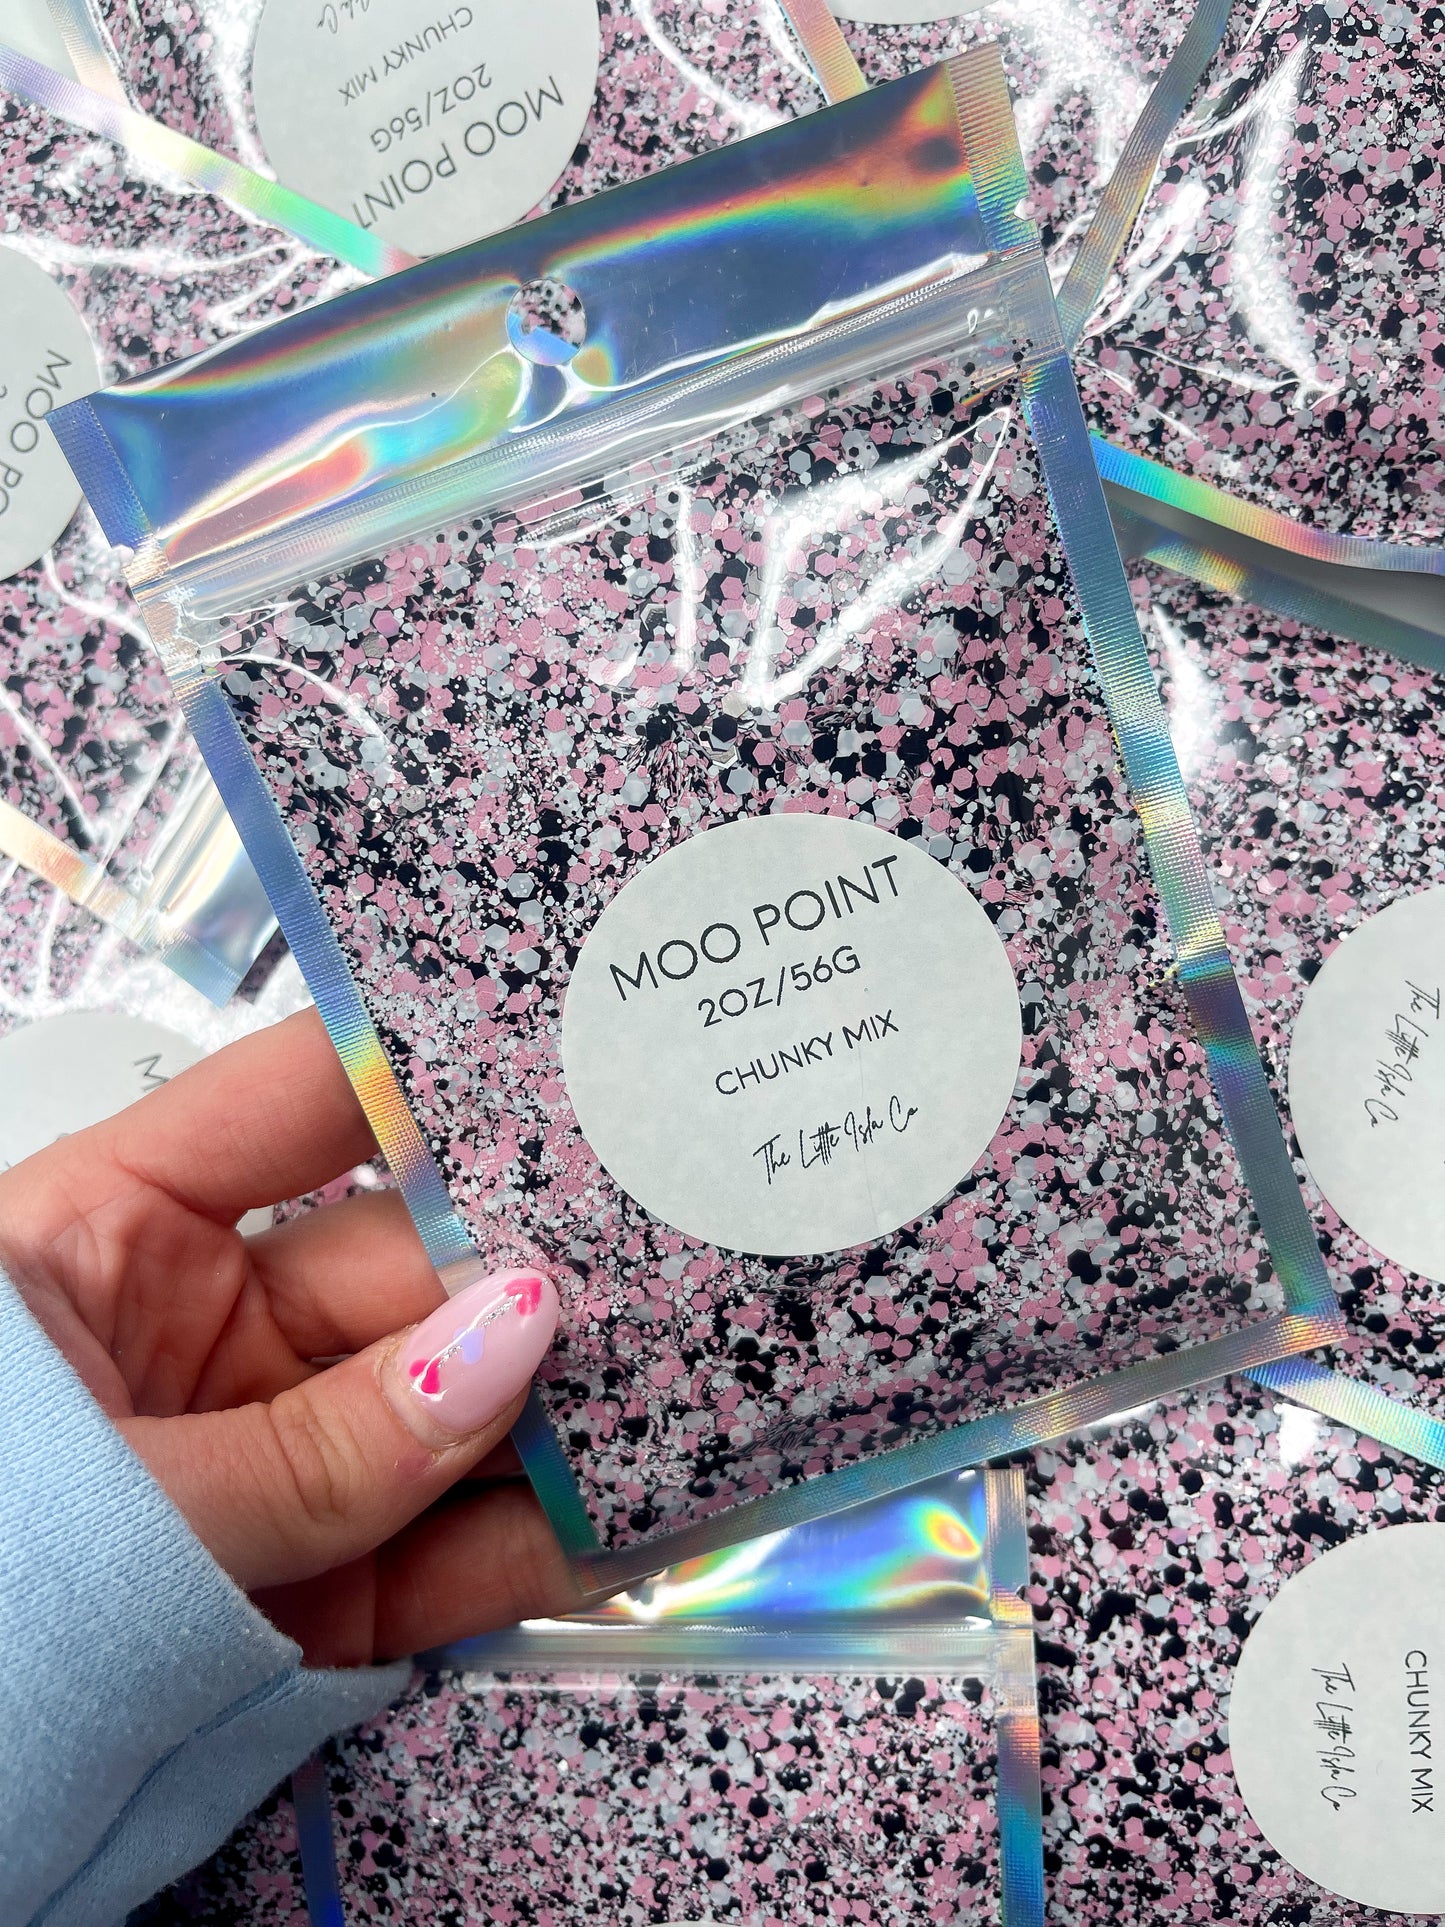 CHUNKY MIX
2OZ/56G
MOO POINT
MOO PO
MOO POINT
2OZ/56G
CHUNKY MIX
The Little Isla Co
The Little Isla Co
CHUNKY MIX
The Little Isla Co